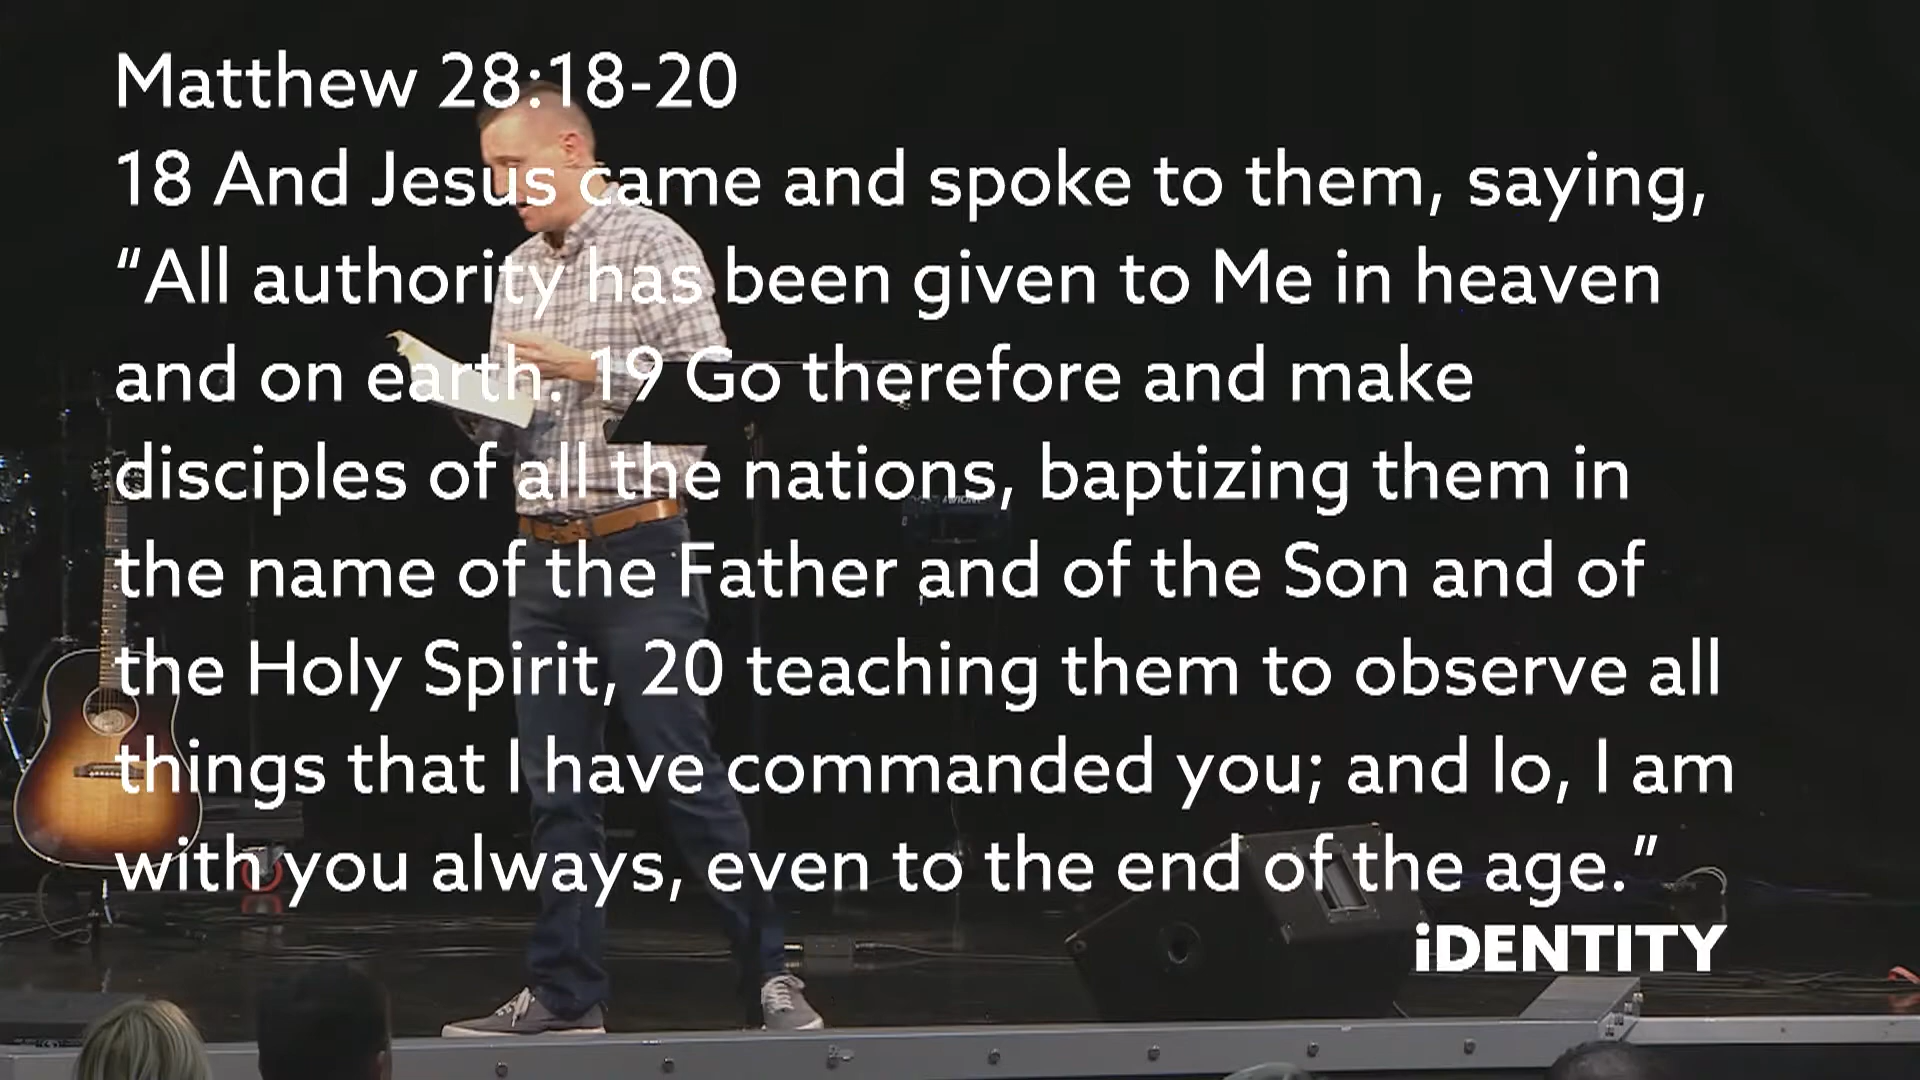 Matthew 28:18-20
18 And Jesus came and spoke to them, saying,
“All authority has been given to Me in heaven
and on earth. 19 Go therefore and make
disciples of all the nations, baptizing them in
the name of the Father and of the Son and of
the Holy Spirit, 20 teaching them to observe all
things that I have commanded you; and lo, I am
with you always, even to the end of the age.”
iDENTITY